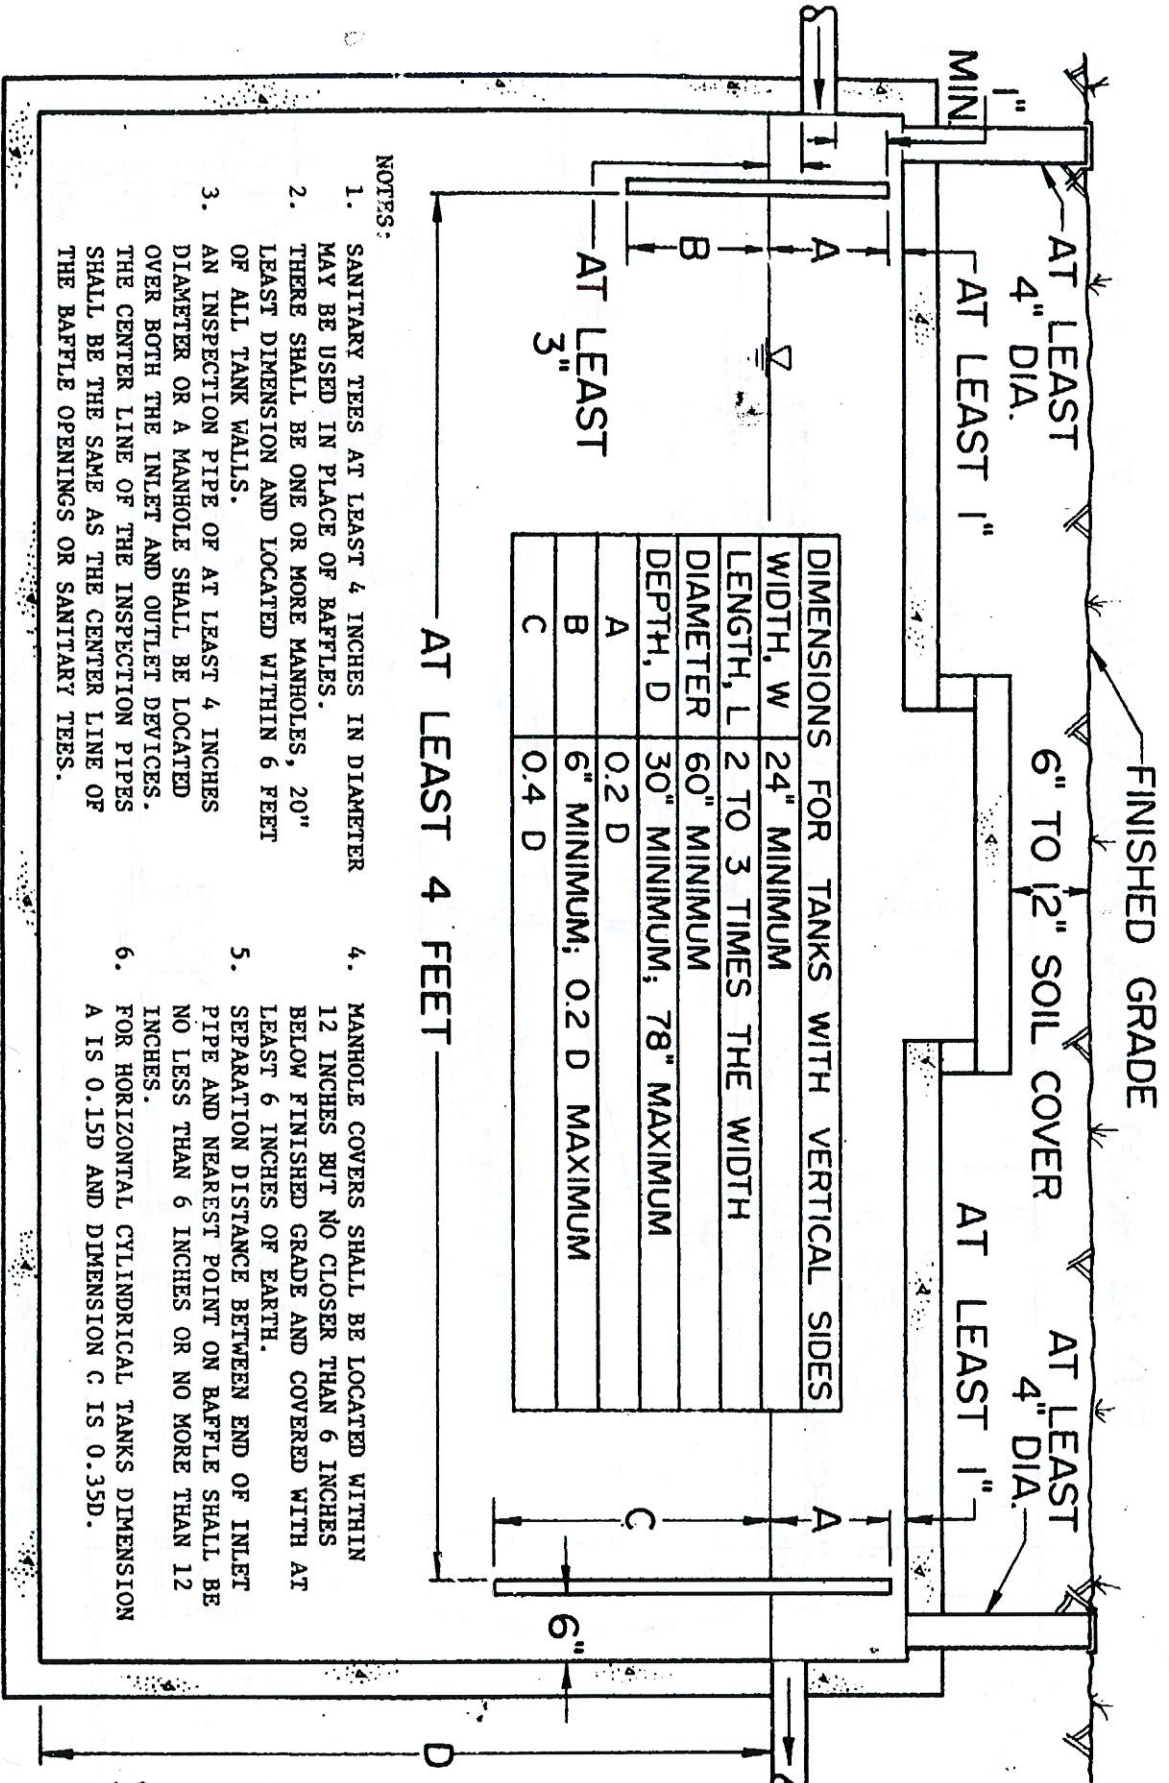 FINISHED GRADE
AT LEAST
4" DIA.
6" TO 12" SOIL COVER
AT LEAST
4" DIA.
1"
MIN
AT LEAST 1"
AT LEAST 1"
A
B
AT LEAST
3"
A
C
6"
D
DIMENSIONS FOR TANKS WITH VERTICAL SIDES
WIDTH, W 24" MINIMUM
LENGTH, L 2 TO 3 TIMES THE WIDTH
DIAMETER 60" MINIMUM
DEPTH, D 30" MINIMUM; 78" MAXIMUM
A 0.2 D
B 6" MINIMUM; 0.2 D MAXIMUM
C 0.4 D
AT LEAST 4 FEET
NOTES:
1. SANITARY TEES AT LEAST 4 INCHES IN DIAMETER
MAY BE USED IN PLACE OF BAFFLES.
2. THERE SHALL BE ONE OR MORE MANHOLES, 20"
LEAST DIMENSION AND LOCATED WITHIN 6 FEET
OF ALL TANK WALLS.
3. AN INSPECTION PIPE OF AT LEAST 4 INCHES
DIAMETER OR A MANHOLE SHALL BE LOCATED
OVER BOTH THE INLET AND OUTLET DEVICES.
THE CENTER LINE OF THE INSPECTION PIPES
SHALL BE THE SAME AS THE CENTER LINE OF
THE BAFFLE OPENINGS OR SANITARY TEES.
4. MANHOLE COVERS SHALL BE LOCATED WITHIN
12 INCHES BUT NO CLOSER THAN 6 INCHES
BELOW FINISHED GRADE AND COVERED WITH AT
LEAST 6 INCHES OF EARTH.
5. SEPARATION DISTANCE BETWEEN END OF INLET
PIPE AND NEAREST POINT ON BAFFLE SHALL BE
NO LESS THAN 6 INCHES OR NO MORE THAN 12
INCHES.
6. FOR HORIZONTAL CYLINDRICAL TANKS DIMENSION
A IS 0.15D AND DIMENSION C IS 0.35D.